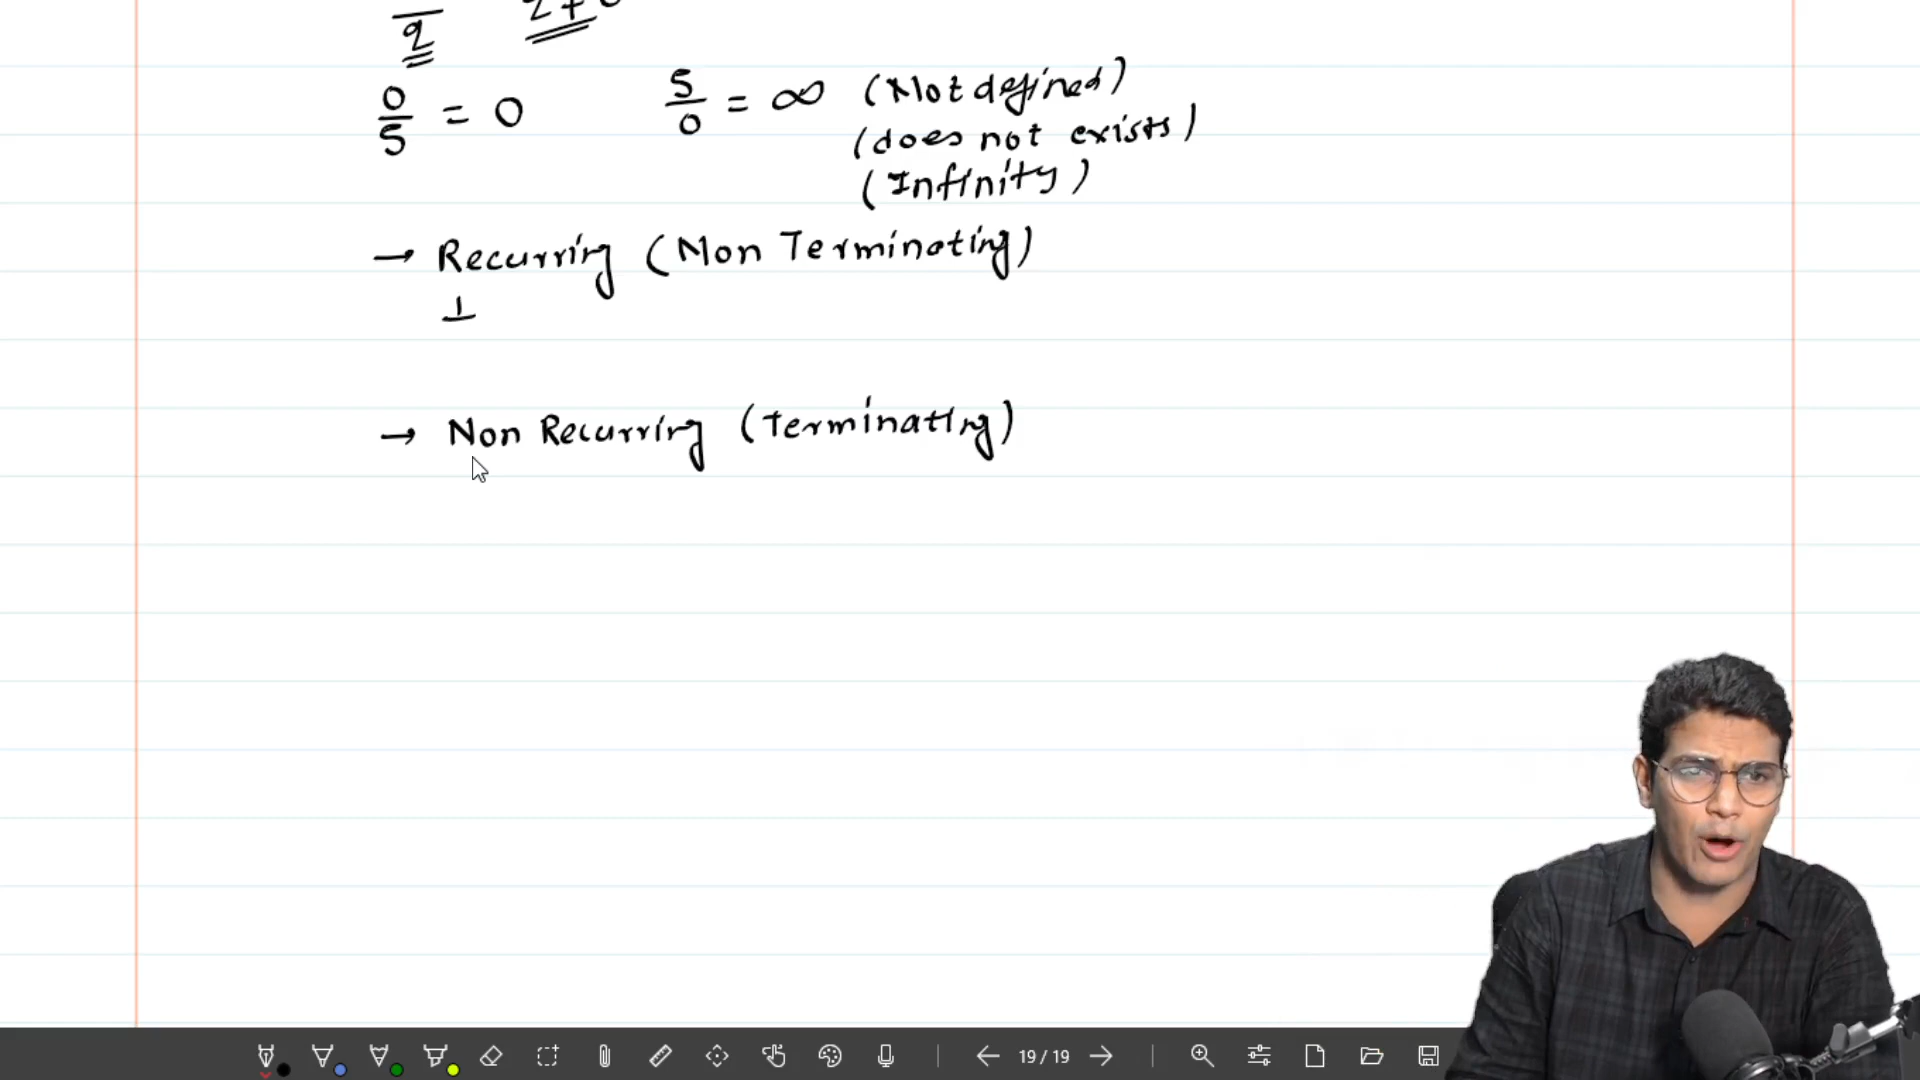 q q ≠ 0
0/5 = 0 5/0 = ∞ (Not defined)
(does not exists)
(Infinity)
→ Recurring (Non Terminating)
1
→ Non Recurring (Terminating)
19 / 19